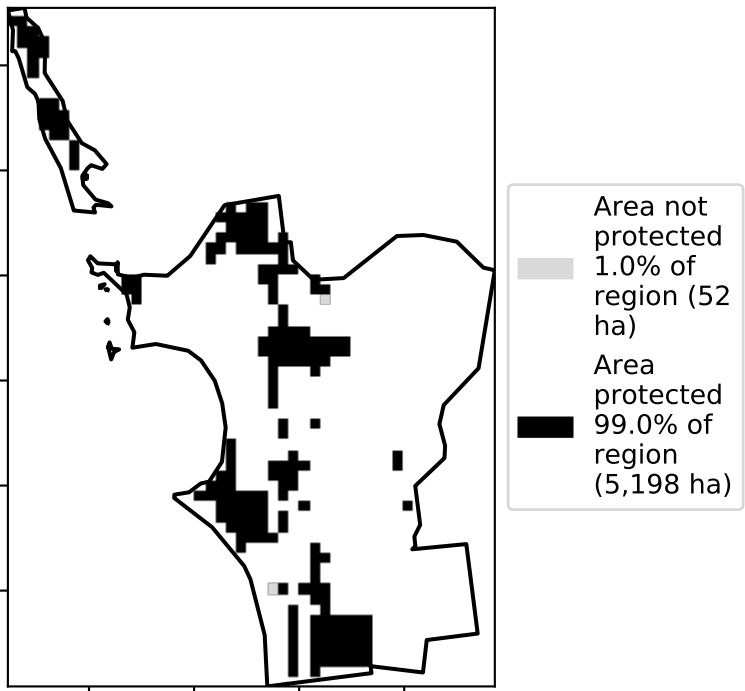 Area not
protected
1.0% of
region (52
ha)
Area
protected
99.0% of
region
(5,198 ha)